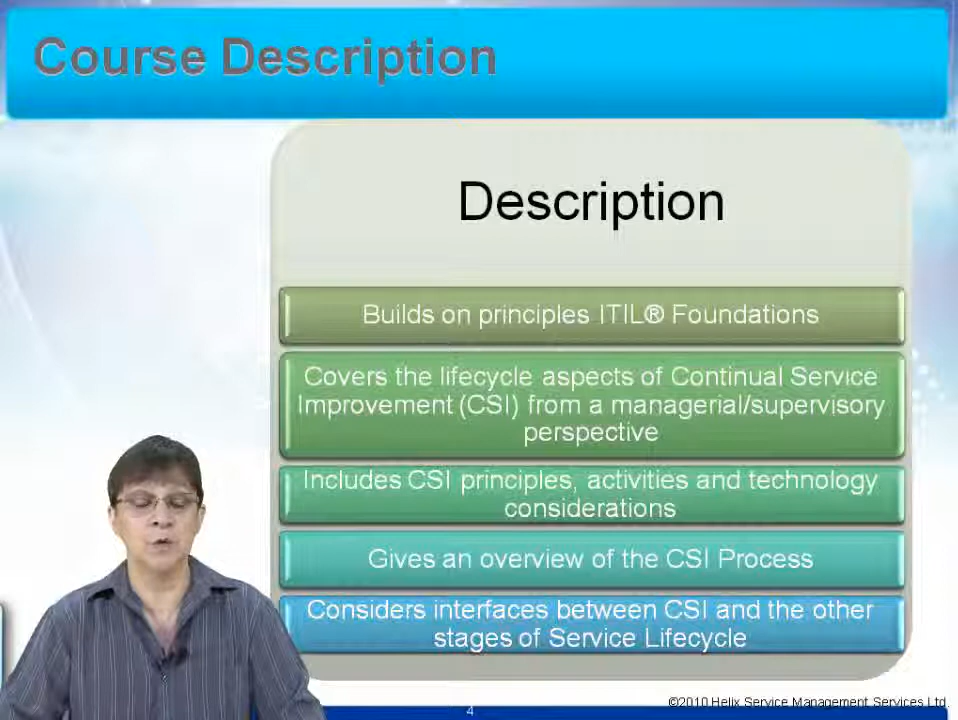 Course Description
Description
Builds on principles ITIL® Foundations
Covers the lifecycle aspects of Continual Service
Improvement (CSI) from a managerial/supervisory
perspective
Includes CSI principles, activities and technology
considerations
Gives an overview of the CSI Process
Considers interfaces between CSI and the other
stages of Service Lifecycle
©2010 Helix Service Management Services Ltd.
4